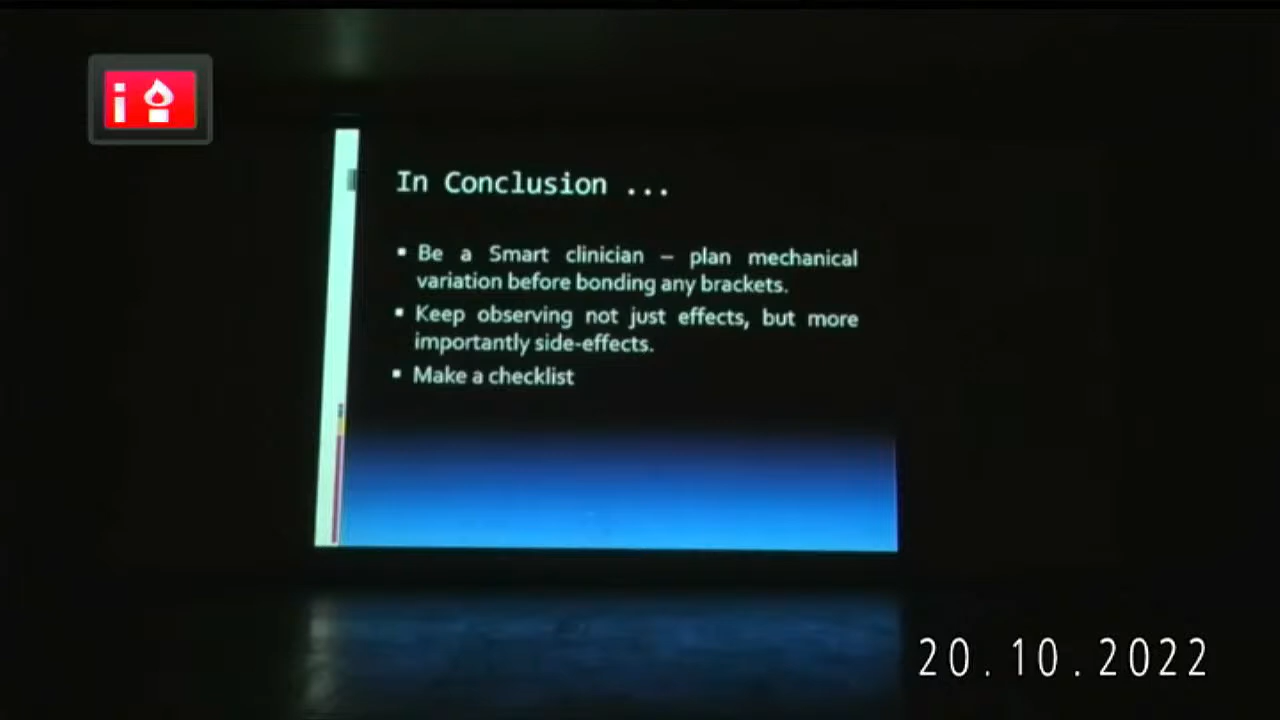 In Conclusion ...
▪ Be a Smart clinician – plan mechanical
variation before bonding any brackets.
▪ Keep observing not just effects, but more
importantly side-effects.
▪ Make a checklist
20.10.2022